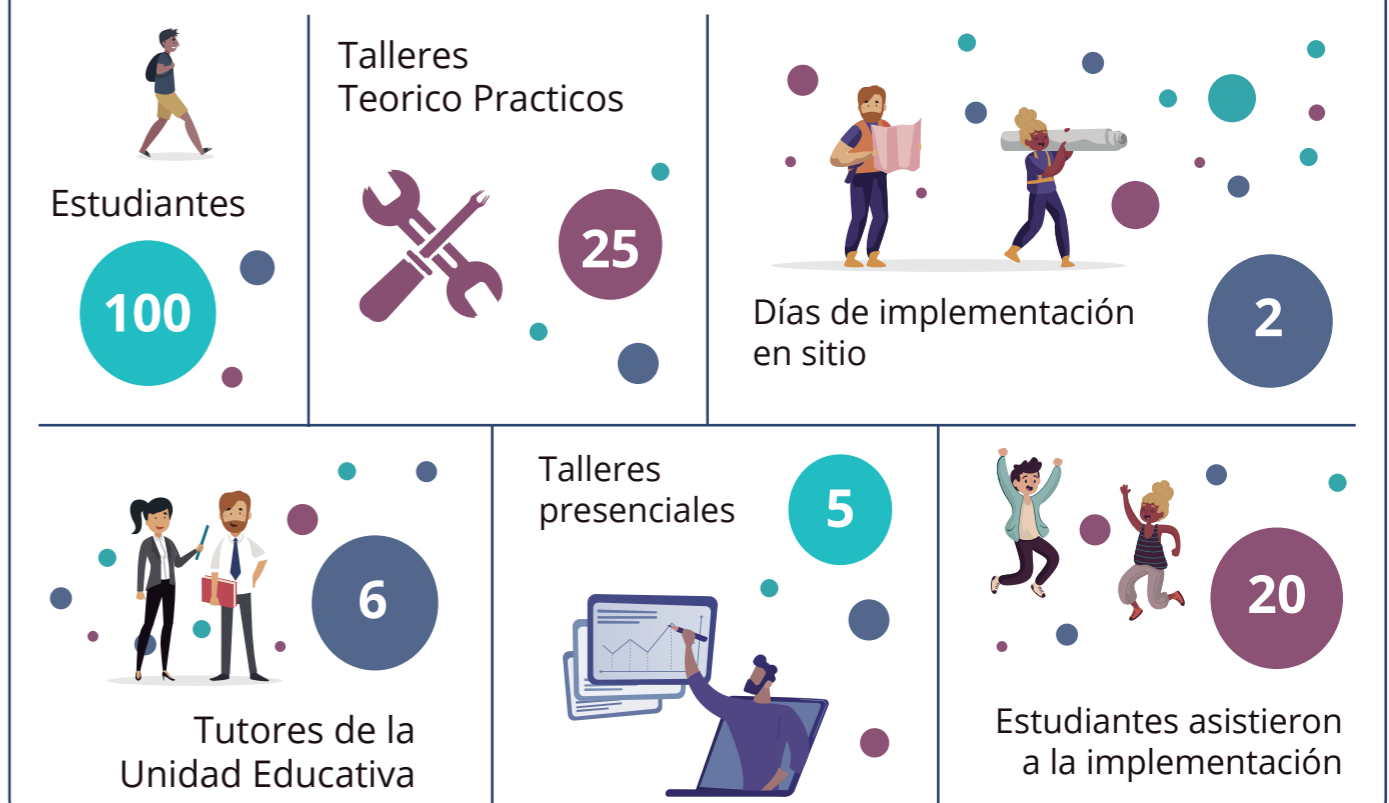 Estudiantes
100
Talleres
Teorico Practicos
25
Días de implementación
en sitio
2
6
Tutores de la
Unidad Educativa
Talleres
presenciales
5
20
Estudiantes asistieron
a la implementación